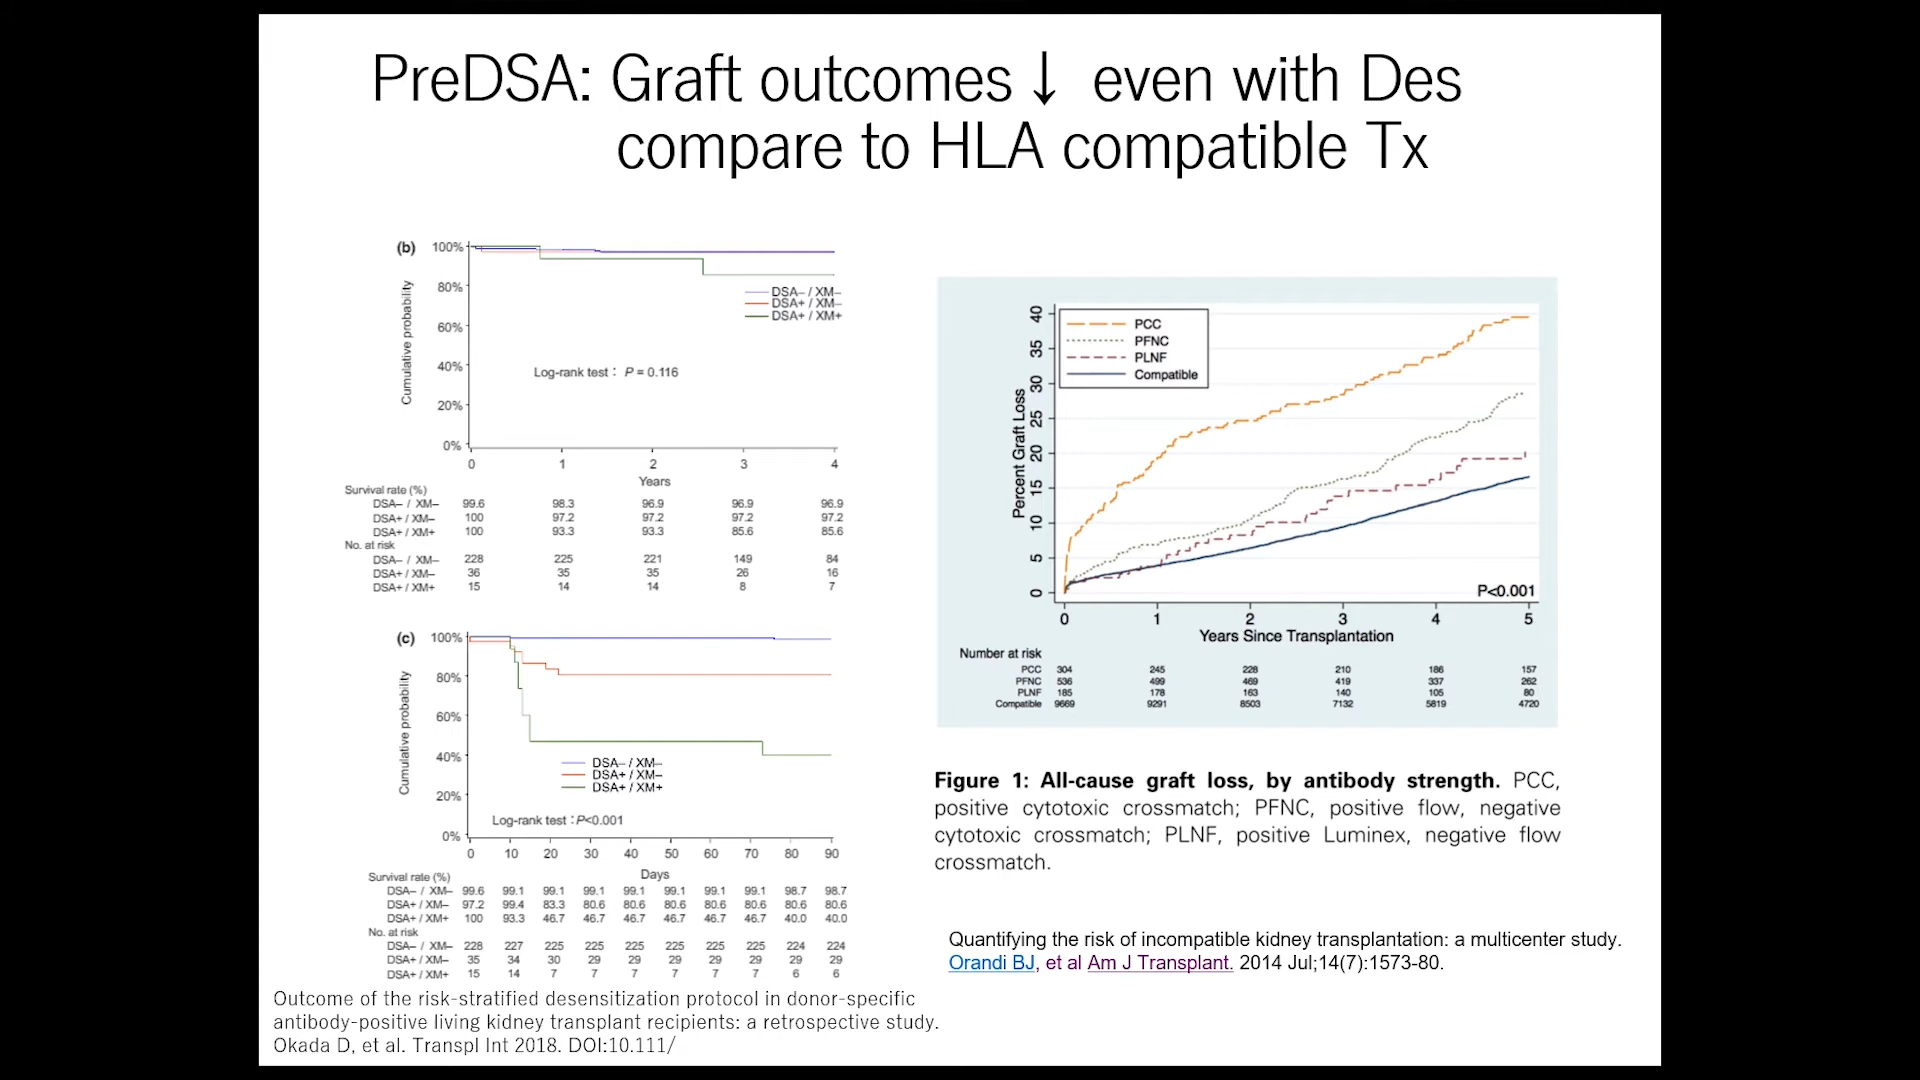 PreDSA: Graft outcomes↓ even with Des
compare to HLA compatible Tx
(b)
100%
80%
60%
40%
20%
0%
Cumulative probability
DSA– / XM–
DSA+ / XM–
DSA+ / XM+
Log-rank test : P = 0.116
0 1 2 3 4
Years
Survival rate (%)
DSA– / XM– 99.6 98.3 96.9 96.9 96.9
DSA+ / XM– 100 97.2 97.2 97.2 97.2
DSA+ / XM+ 100 93.3 93.3 85.6 85.6
No. at risk
DSA– / XM– 228 225 221 149 84
DSA+ / XM– 36 35 35 26 16
DSA+ / XM+ 15 14 14 8 7
(c)
100%
80%
60%
40%
20%
0%
Cumulative probability
DSA– / XM–
DSA+ / XM–
DSA+ / XM+
Log-rank test : P<0.001
0 10 20 30 40 50 60 70 80 90
Days
Survival rate (%)
DSA– / XM– 99.6 99.1 99.1 99.1 99.1 99.1 99.1 99.1 98.7 98.7
DSA+ / XM– 97.2 99.4 83.3 80.6 80.6 80.6 80.6 80.6 80.6 80.6
DSA+ / XM+ 100 93.3 46.7 46.7 46.7 46.7 46.7 46.7 40.0 40.0
No. at risk
DSA– / XM– 228 227 225 225 225 225 225 225 224 224
DSA+ / XM– 35 34 30 29 29 29 29 29 29 29
DSA+ / XM+ 15 14 7 7 7 7 7 7 6 6
Outcome of the risk-stratified desensitization protocol in donor-specific
antibody-positive living kidney transplant recipients: a retrospective study.
Okada D, et al. Transpl Int 2018. DOI:10.111/
PCC
PFNC
PLNF
Compatible
40
35
30
25
20
15
10
5
0
Percent Graft Loss
P<0.001
0 1 2 3 4 5
Years Since Transplantation
Number at risk
PCC 304 245 228 210 186 157
PFNC 536 499 469 419 337 262
PLNF 185 178 163 140 105 80
Compatible 9669 9291 8503 7132 5819 4720
Figure 1: All-cause graft loss, by antibody strength. PCC,
positive cytotoxic crossmatch; PFNC, positive flow, negative
cytotoxic crossmatch; PLNF, positive Luminex, negative flow
crossmatch.
Quantifying the risk of incompatible kidney transplantation: a multicenter study.
Orandi BJ, et al Am J Transplant. 2014 Jul;14(7):1573-80.